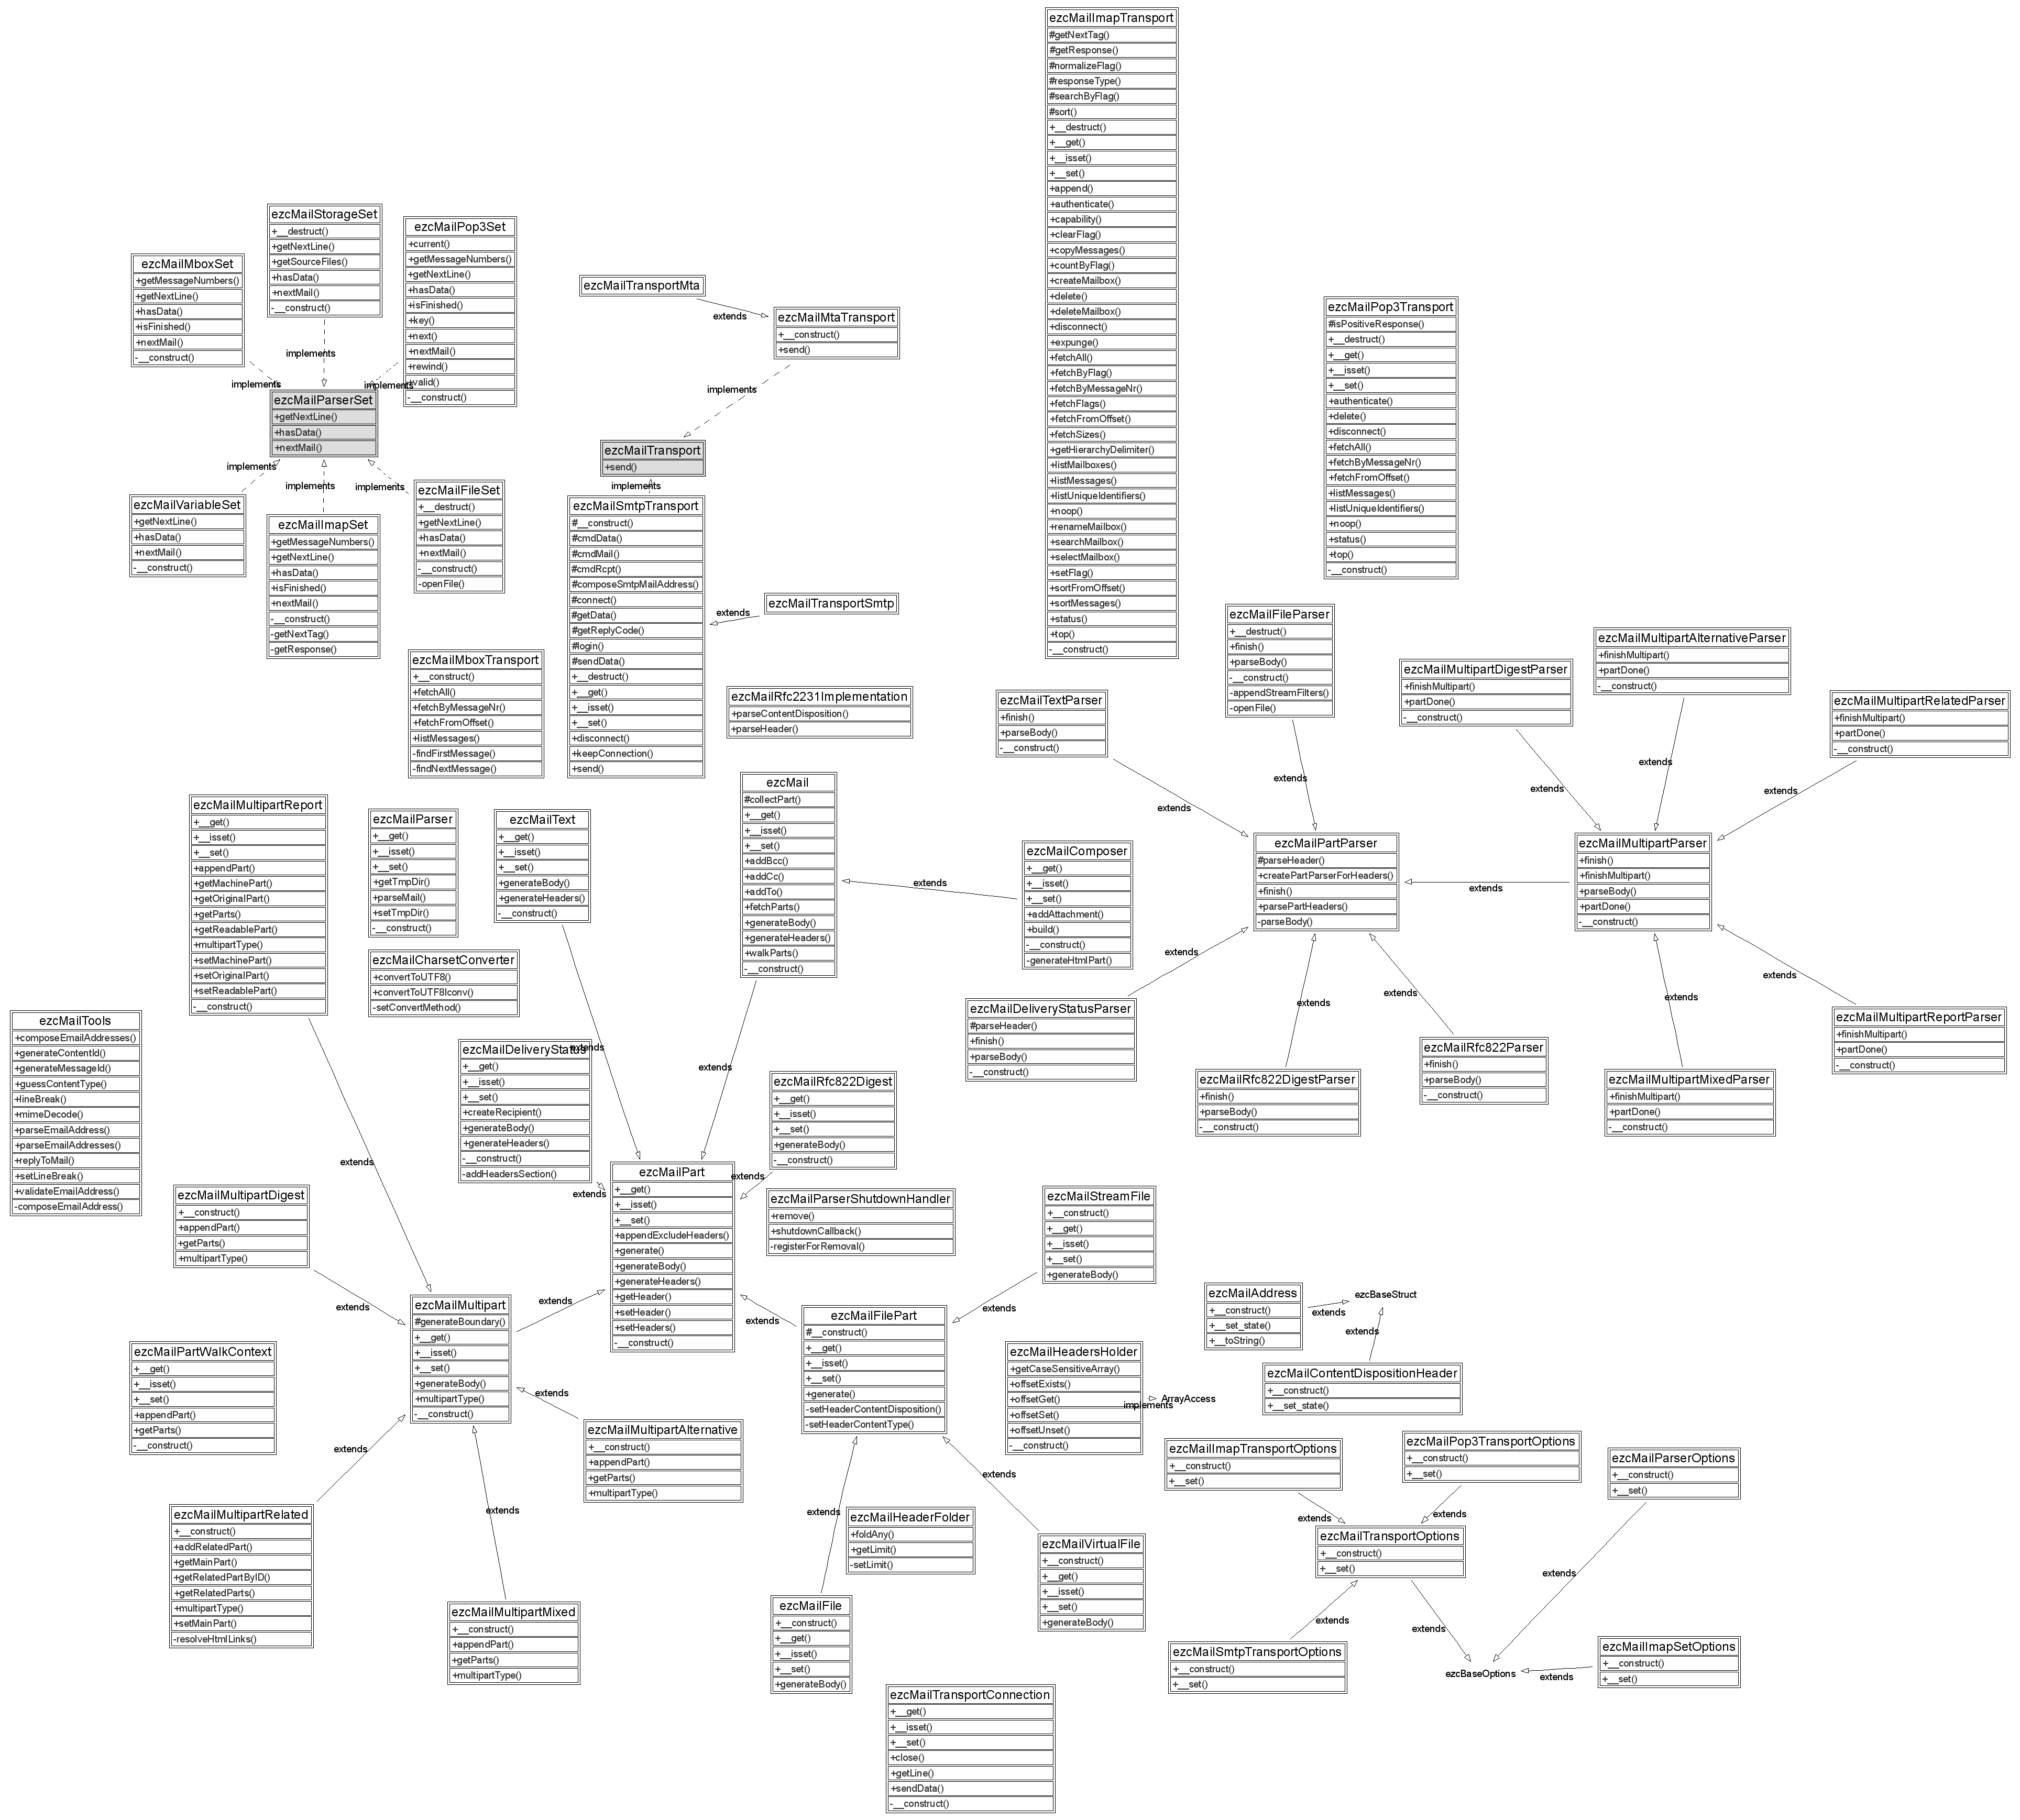 ezcMailImapTransport
#getNextTag()
#getResponse()
#normalizeFlag()
#responseType()
#searchByFlag()
#sort()
+__destruct()
+__get()
+__isset()
+__set()
+append()
+authenticate()
+capability()
+clearFlag()
+copyMessages()
+countByFlag()
+createMailbox()
+delete()
+deleteMailbox()
+disconnect()
+expunge()
+fetchAll()
+fetchByFlag()
+fetchByMessageNr()
+fetchFlags()
+fetchFromOffset()
+fetchSizes()
+getHierarchyDelimiter()
+listMailboxes()
+listMessages()
+listUniqueIdentifiers()
+noop()
+renameMailbox()
+searchMailbox()
+selectMailbox()
+setFlag()
+sortFromOffset()
+sortMessages()
+status()
+top()
-__construct()
ezcMailStorageSet
+__destruct()
+getNextLine()
+getSourceFiles()
+hasData()
+nextMail()
-__construct()
ezcMailPop3Set
+current()
+getMessageNumbers()
+getNextLine()
+hasData()
+isFinished()
+key()
+next()
+nextMail()
+rewind()
+valid()
-__construct()
ezcMailMboxSet
+getMessageNumbers()
+getNextLine()
+hasData()
+isFinished()
+nextMail()
-__construct()
implements
implements
implements
ezcMailParserSet
+getNextLine()
+hasData()
+nextMail()
implements
implements
implements
ezcMailVariableSet
+getNextLine()
+hasData()
+nextMail()
-__construct()
ezcMailImapSet
+getMessageNumbers()
+getNextLine()
+hasData()
+isFinished()
+nextMail()
-__construct()
-getNextTag()
-getResponse()
ezcMailFileSet
+__destruct()
+getNextLine()
+hasData()
+nextMail()
-__construct()
-openFile()
ezcMailTransportMta
extends
ezcMailMtaTransport
+__construct()
+send()
implements
ezcMailTransport
+send()
implements
ezcMailSmtpTransport
#__construct()
#cmdData()
#cmdMail()
#cmdRcpt()
#composeSmtpMailAddress()
#connect()
#getData()
#getReplyCode()
#login()
#sendData()
+__destruct()
+__get()
+__isset()
+__set()
+disconnect()
+keepConnection()
+send()
extends
ezcMailTransportSmtp
ezcMailPop3Transport
#isPositiveResponse()
+__destruct()
+__get()
+__isset()
+__set()
+authenticate()
+delete()
+disconnect()
+fetchAll()
+fetchByMessageNr()
+fetchFromOffset()
+listMessages()
+listUniqueIdentifiers()
+noop()
+status()
+top()
-__construct()
ezcMailMboxTransport
+__construct()
+fetchAll()
+fetchByMessageNr()
+fetchFromOffset()
+listMessages()
-findFirstMessage()
-findNextMessage()
ezcMailRfc2231Implementation
+parseContentDisposition()
+parseHeader()
ezcMailTextParser
+finish()
+parseBody()
-__construct()
ezcMailFileParser
+__destruct()
+finish()
+parseBody()
-__construct()
-appendStreamFilters()
-openFile()
ezcMailMultipartDigestParser
+finishMultipart()
+partDone()
-__construct()
ezcMailMultipartAlternativeParser
+finishMultipart()
+partDone()
-__construct()
ezcMailMultipartRelatedParser
+finishMultipart()
+partDone()
-__construct()
extends
extends
extends
extends
extends
ezcMailPartParser
#parseHeader()
+createPartParserForHeaders()
+finish()
+parsePartHeaders()
-parseBody()
extends
ezcMailMultipartParser
+finish()
+finishMultipart()
+parseBody()
+partDone()
-__construct()
extends
extends
extends
extends
extends
ezcMailDeliveryStatusParser
#parseHeader()
+finish()
+parseBody()
-__construct()
ezcMailRfc822DigestParser
+finish()
+parseBody()
-__construct()
ezcMailRfc822Parser
+finish()
+parseBody()
-__construct()
ezcMailMultipartMixedParser
+finishMultipart()
+partDone()
-__construct()
ezcMailMultipartReportParser
+finishMultipart()
+partDone()
-__construct()
ezcMailMultipartReport
+__get()
+__isset()
+__set()
+appendPart()
+getMachinePart()
+getOriginalPart()
+getParts()
+getReadablePart()
+multipartType()
+setMachinePart()
+setOriginalPart()
+setReadablePart()
-__construct()
ezcMailParser
+__get()
+__isset()
+__set()
+getTmpDir()
+parseMail()
+setTmpDir()
-__construct()
ezcMailText
+__get()
+__isset()
+__set()
+generateBody()
+generateHeaders()
-__construct()
ezcMail
#collectPart()
+__get()
+__isset()
+__set()
+addBcc()
+addCc()
+addTo()
+fetchParts()
+generateBody()
+generateHeaders()
+walkParts()
-__construct()
extends
ezcMailComposer
+__get()
+__isset()
+__set()
+addAttachment()
+build()
-__construct()
-generateHtmlPart()
ezcMailCharsetConverter
+convertToUTF8()
+convertToUTF8Iconv()
-setConvertMethod()
ezcMailTools
+composeEmailAddresses()
+generateContentId()
+generateMessageId()
+guessContentType()
+lineBreak()
+mimeDecode()
+parseEmailAddress()
+parseEmailAddresses()
+replyToMail()
+setLineBreak()
+validateEmailAddress()
-composeEmailAddress()
ezcMailDeliveryStatus
+__get()
+__isset()
+__set()
+createRecipient()
+generateBody()
+generateHeaders()
-__construct()
-addHeadersSection()
extends
extends
extends
ezcMailRfc822Digest
+__get()
+__isset()
+__set()
+generateBody()
-__construct()
extends
extends
ezcMailPart
+__get()
+__isset()
+__set()
+appendExcludeHeaders()
+generate()
+generateBody()
+generateHeaders()
+getHeader()
+setHeader()
+setHeaders()
-__construct()
ezcMailParserShutdownHandler
+remove()
+shutdownCallback()
-registerForRemoval()
ezcMailMultipartDigest
+__construct()
+appendPart()
+getParts()
+multipartType()
extends
ezcMailMultipart
#generateBoundary()
+__get()
+__isset()
+__set()
+generateBody()
+multipartType()
-__construct()
extends
extends
ezcMailFilePart
#__construct()
+__get()
+__isset()
+__set()
+generate()
-setHeaderContentDisposition()
-setHeaderContentType()
extends
ezcMailStreamFile
+__construct()
+__get()
+__isset()
+__set()
+generateBody()
ezcMailHeadersHolder
+getCaseSensitiveArray()
+offsetExists()
+offsetGet()
+offsetSet()
+offsetUnset()
-__construct()
implements
ArrayAccess
ezcMailAddress
+__construct()
+__set_state()
+__toString()
extends
ezcBaseStruct
extends
ezcMailContentDispositionHeader
+__construct()
+__set_state()
ezcMailPartWalkContext
+__get()
+__isset()
+__set()
+appendPart()
+getParts()
-__construct()
extends
extends
extends
ezcMailMultipartAlternative
+__construct()
+appendPart()
+getParts()
+multipartType()
ezcMailMultipartRelated
+__construct()
+addRelatedPart()
+getMainPart()
+getRelatedPartByID()
+getRelatedParts()
+multipartType()
+setMainPart()
-resolveHtmlLinks()
ezcMailMultipartMixed
+__construct()
+appendPart()
+getParts()
+multipartType()
extends
extends
ezcMailHeaderFolder
+foldAny()
+getLimit()
-setLimit()
ezcMailFile
+__construct()
+__get()
+__isset()
+__set()
+generateBody()
ezcMailVirtualFile
+__construct()
+__get()
+__isset()
+__set()
+generateBody()
ezcMailTransportConnection
+__get()
+__isset()
+__set()
+close()
+getLine()
+sendData()
-__construct()
ezcMailImapTransportOptions
+__construct()
+__set()
ezcMailPop3TransportOptions
+__construct()
+__set()
ezcMailParserOptions
+__construct()
+__set()
extends
extends
ezcMailTransportOptions
+__construct()
+__set()
extends
extends
extends
ezcMailSmtpTransportOptions
+__construct()
+__set()
ezcBaseOptions
extends
ezcMailImapSetOptions
+__construct()
+__set()